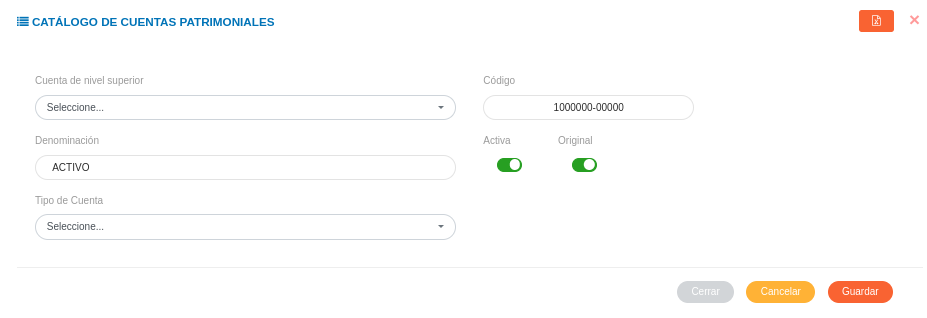 CATÁLOGO DE CUENTAS PATRIMONIALES
Cuenta de nivel superior
Código
Seleccione...
1000000-00000
Denominación
Activa
Original
ACTIVO
Tipo de Cuenta
Seleccione...
Cerrar
Cancelar
Guardar